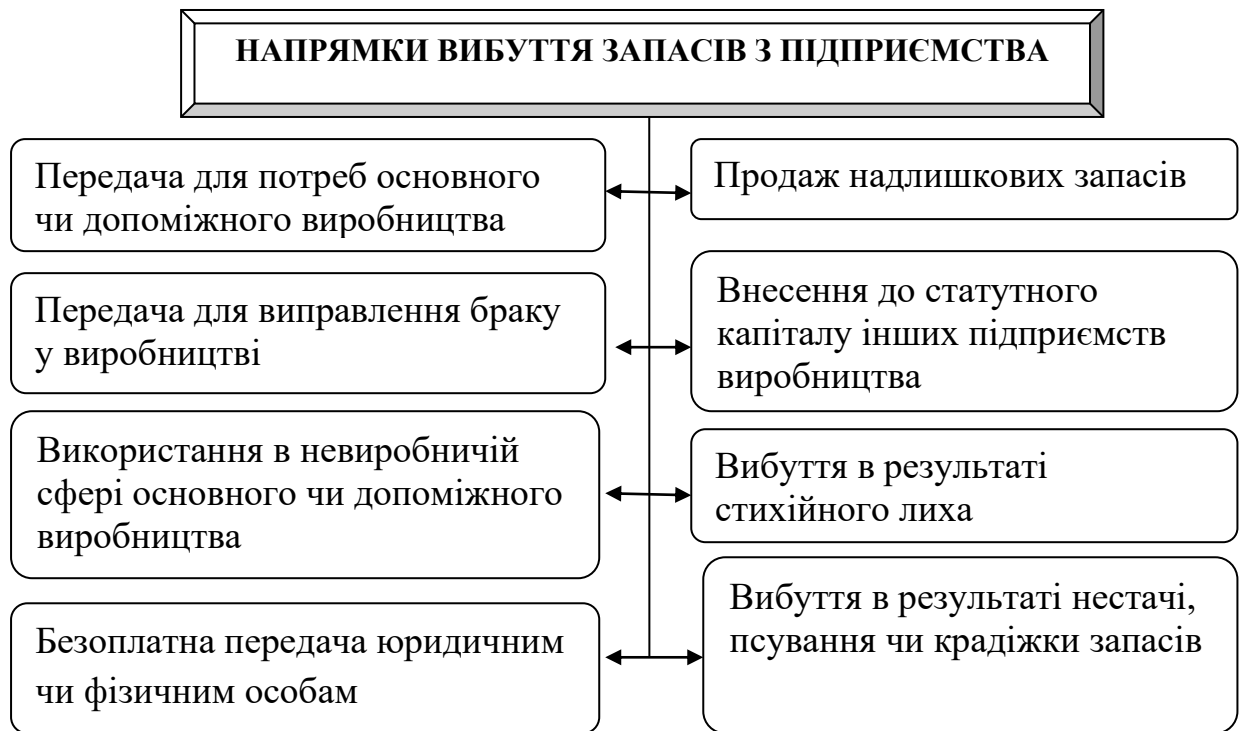 НАПРЯМКИ ВИБУТТЯ ЗАПАСІВ З ПІДПРИЄМСТВА
Передача для потреб основного
чи допоміжного виробництва
Продаж надлишкових запасів
Передача для виправлення браку
у виробництві
Внесення до статутного
капіталу інших підприємств
виробництва
Використання в невиробничій
сфері основного чи допоміжного
виробництва
Вибуття в результаті
стихійного лиха
Безоплатна передача юридичним
чи фізичним особам
Вибуття в результаті нестачі,
псування чи крадіжки запасів